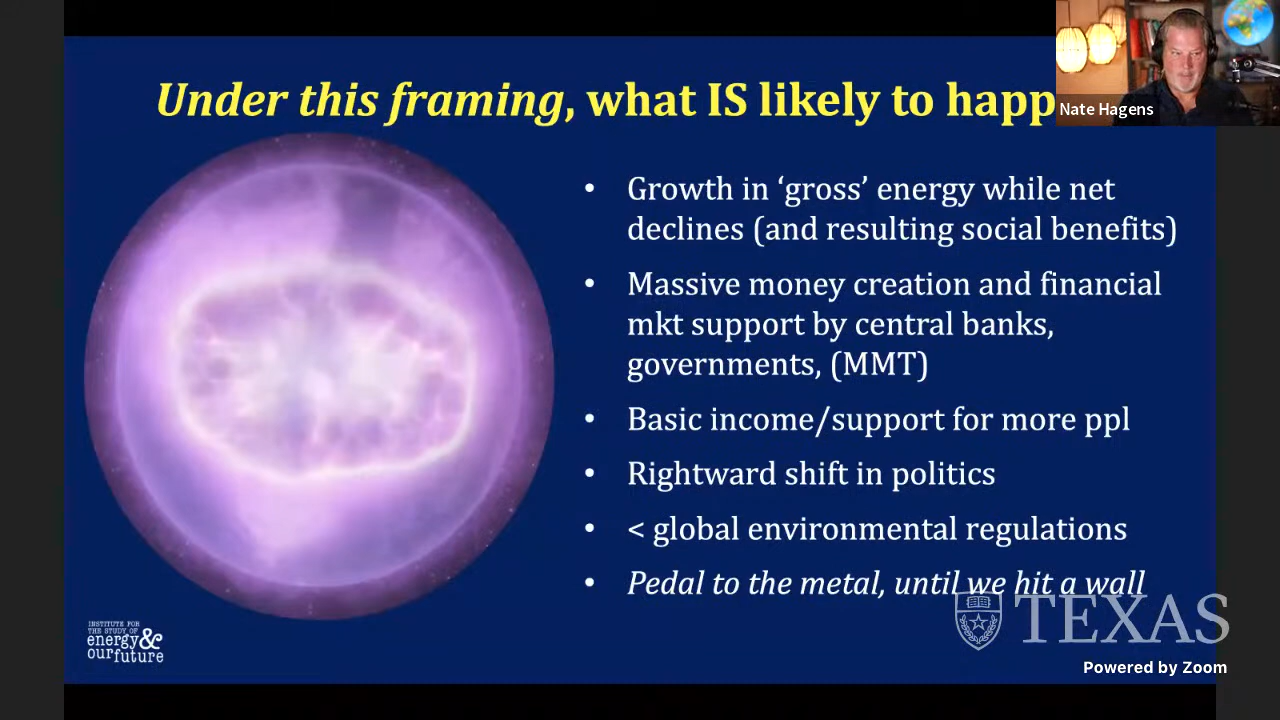 Under this framing, what IS likely to happ
Nate Hagens
• Growth in ‘gross’ energy while net
declines (and resulting social benefits)
• Massive money creation and financial
mkt support by central banks,
governments, (MMT)
• Basic income/support for more ppl
• Rightward shift in politics
• < global environmental regulations
• Pedal to the metal, until we hit a wall
INSTITUTE FOR
THE STUDY OF
energy&
ourfuture
TEXAS
Powered by Zoom